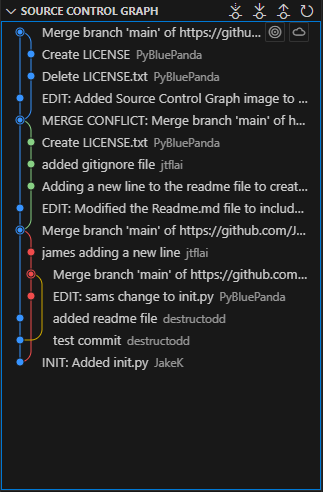 SOURCE CONTROL GRAPH
Merge branch 'main' of https://githu...
Create LICENSE PyBluePanda
Delete LICENSE.txt PyBluePanda
EDIT: Added Source Control Graph image to ...
MERGE CONFLICT: Merge branch 'main' of h...
Create LICENSE.txt PyBluePanda
added gitignore file jtflai
Adding a new line to the readme file to creat...
EDIT: Modified the Readme.md file to includ...
Merge branch 'main' of https://github.com/J...
james adding a new line jtflai
Merge branch 'main' of https://github.com...
EDIT: sams change to init.py PyBluePanda
added readme file destructodd
test commit destructodd
INIT: Added init.py JakeK